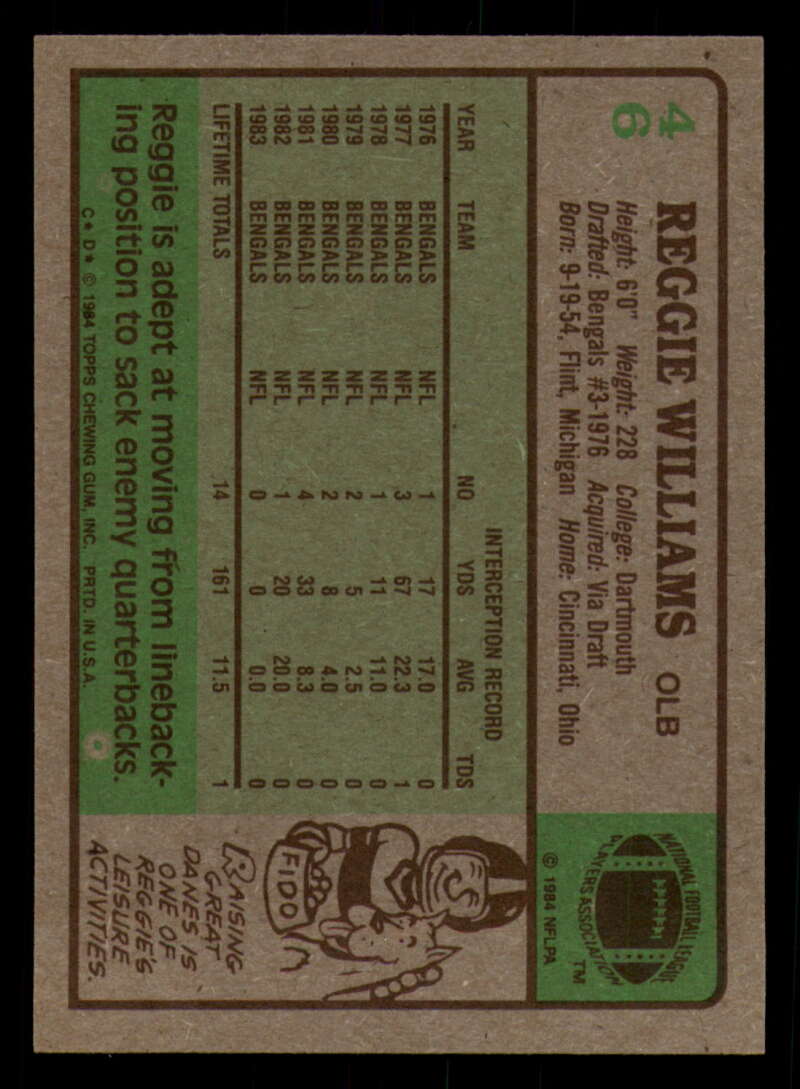 46
REGGIE WILLIAMS OLB
Height: 6'0" Weight: 228 College: Dartmouth
Drafted: Bengals #3-1976 Acquired: Via Draft
Born: 9-19-54, Flint, Michigan Home: Cincinnati, Ohio
NATIONAL FOOTBALL LEAGUE
PLAYERS ASSOCIATION
TM
© 1984 NFLPA
INTERCEPTION RECORD
YEAR TEAM NO YDS AVG TDS
1976 BENGALS NFL 1 17 17.0 0
1977 BENGALS NFL 3 67 22.3 1
1978 BENGALS NFL 1 11 11.0 0
1979 BENGALS NFL 2 5 2.5 0
1980 BENGALS NFL 2 8 4.0 0
1981 BENGALS NFL 4 33 8.3 0
1982 BENGALS NFL 1 20 20.0 0
1983 BENGALS NFL 0 0 0.0 0
LIFETIME TOTALS 14 161 11.5 1
Reggie is adept at moving from lineback-
ing position to sack enemy quarterbacks.
C* D* © 1984 TOPPS CHEWING GUM, INC. PRTD. IN U.S.A.
FIDO
RAISING
GREAT
DANES IS
ONE OF
REGGIE'S
LEISURE
ACTIVITIES.